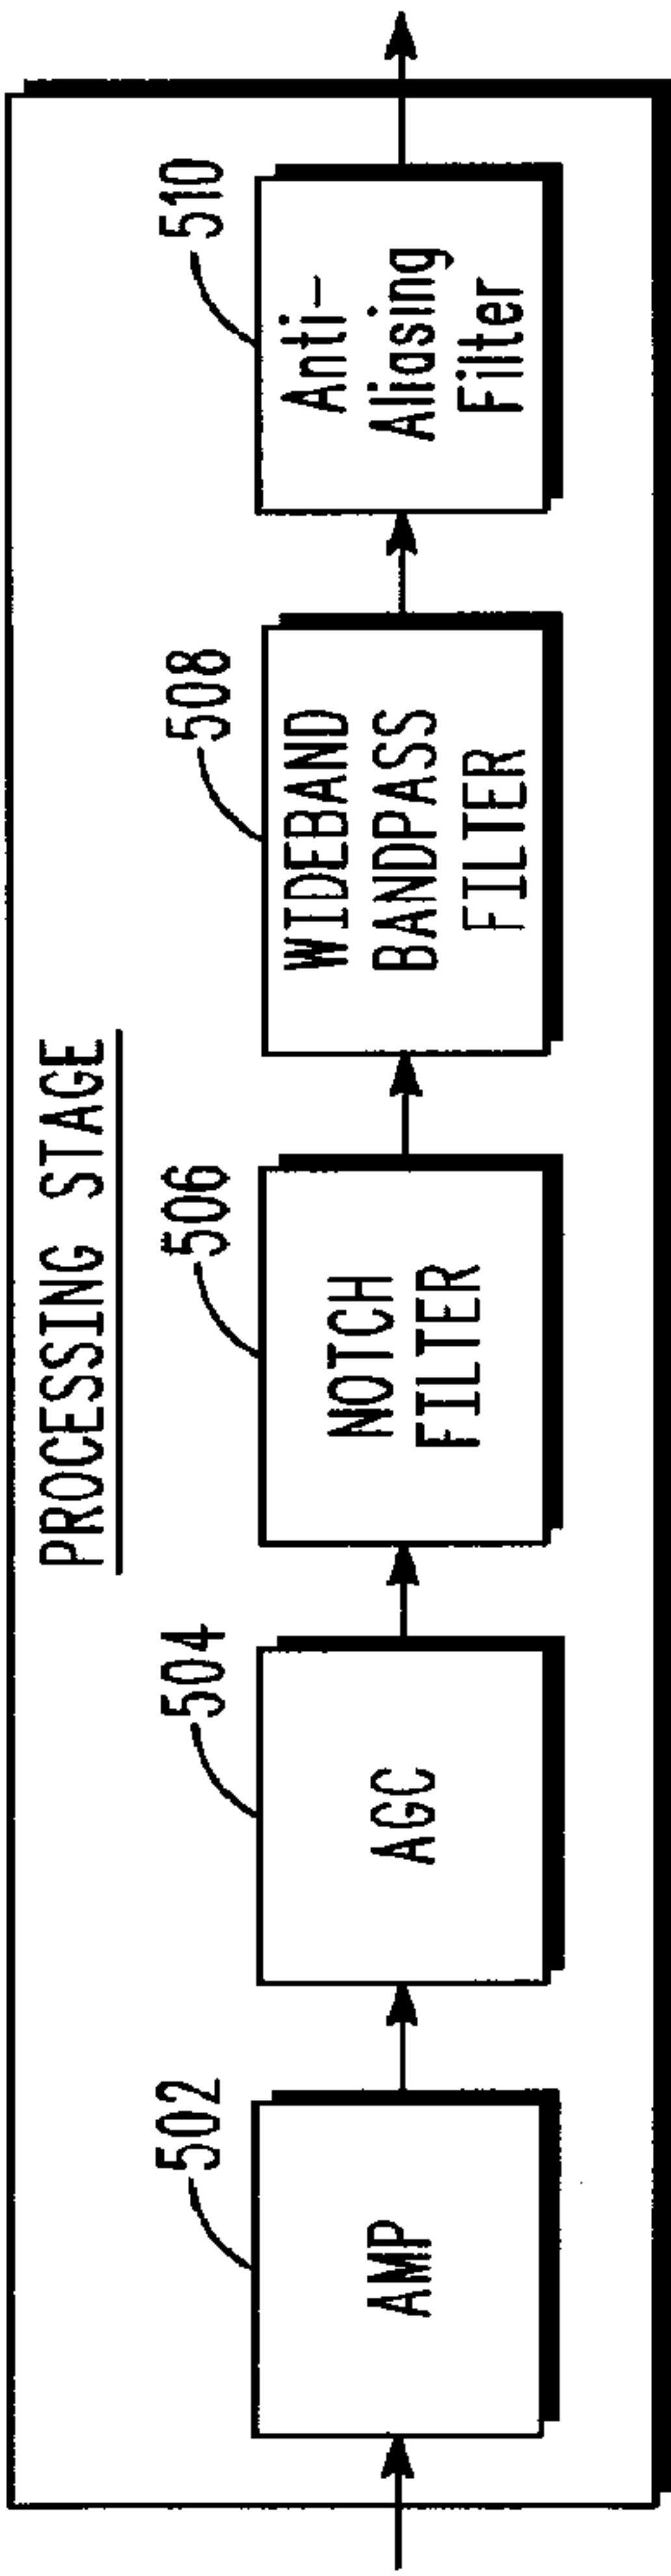 PROCESSING STAGE
502
AMP
504
AGC
506
NOTCH
FILTER
508
WIDEBAND
BANDPASS
FILTER
510
Anti-
Aliasing
Filter